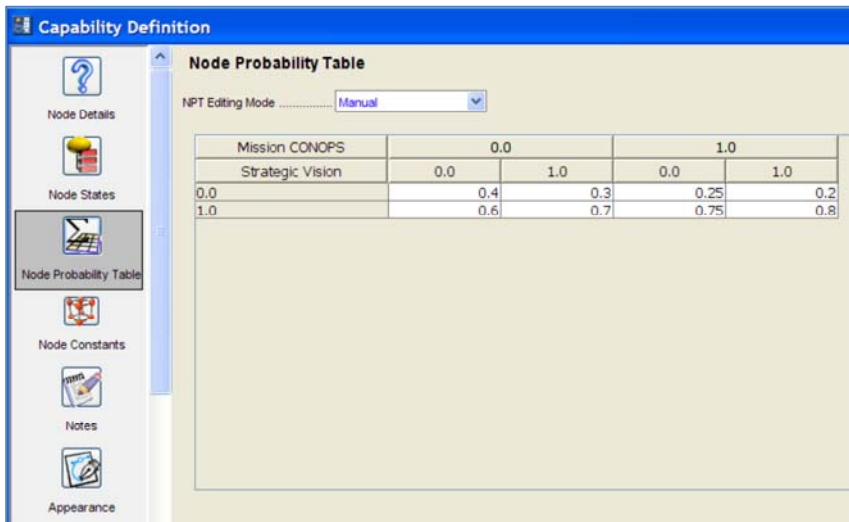 Capability Definition
Node Details
Node States
Node Probability Table
Node Constants
Notes
Appearance
Node Probability Table
NPT Editing Mode ............... Manual
Mission CONOPS 0.0 1.0
Strategic Vision 0.0 1.0 0.0 1.0
0.0 0.4 0.3 0.25 0.2
1.0 0.6 0.7 0.75 0.8